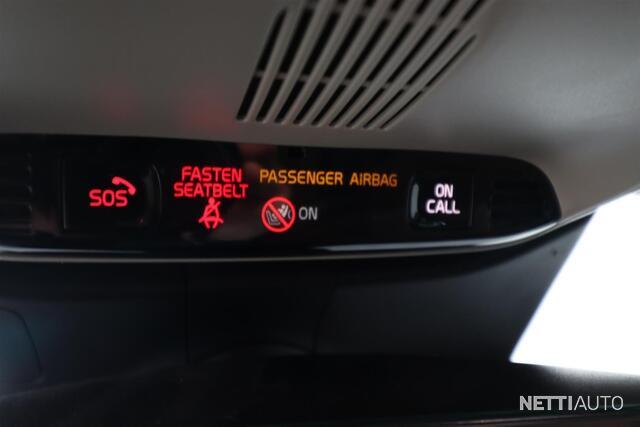 SOS
FASTEN
SEATBELT
PASSENGER AIRBAG
ON
ON
CALL
NETTIAUTO